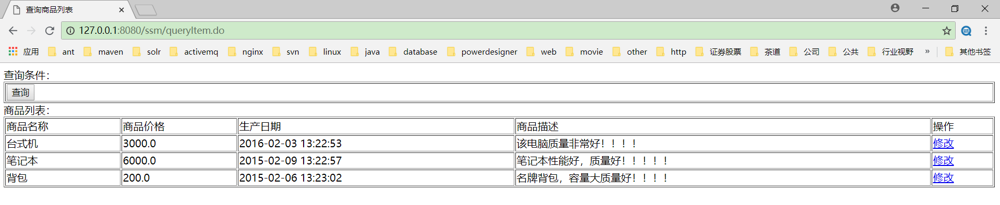 查询商品列表
127.0.0.1:8080/ssm/queryItem.do
应用 ant maven solr activemq nginx svn linux java database powerdesigner web movie other http 证券股票 茶道 公司 公共 行业视野 » 其他书签
查询条件：
查询
商品列表：
商品名称 商品价格 生产日期 商品描述 操作
台式机 3000.0 2016-02-03 13:22:53 该电脑质量非常好！！！！ 修改
笔记本 6000.0 2015-02-09 13:22:57 笔记本性能好，质量好！！！！！ 修改
背包 200.0 2015-02-06 13:23:02 名牌背包，容量大质量好！！！！ 修改